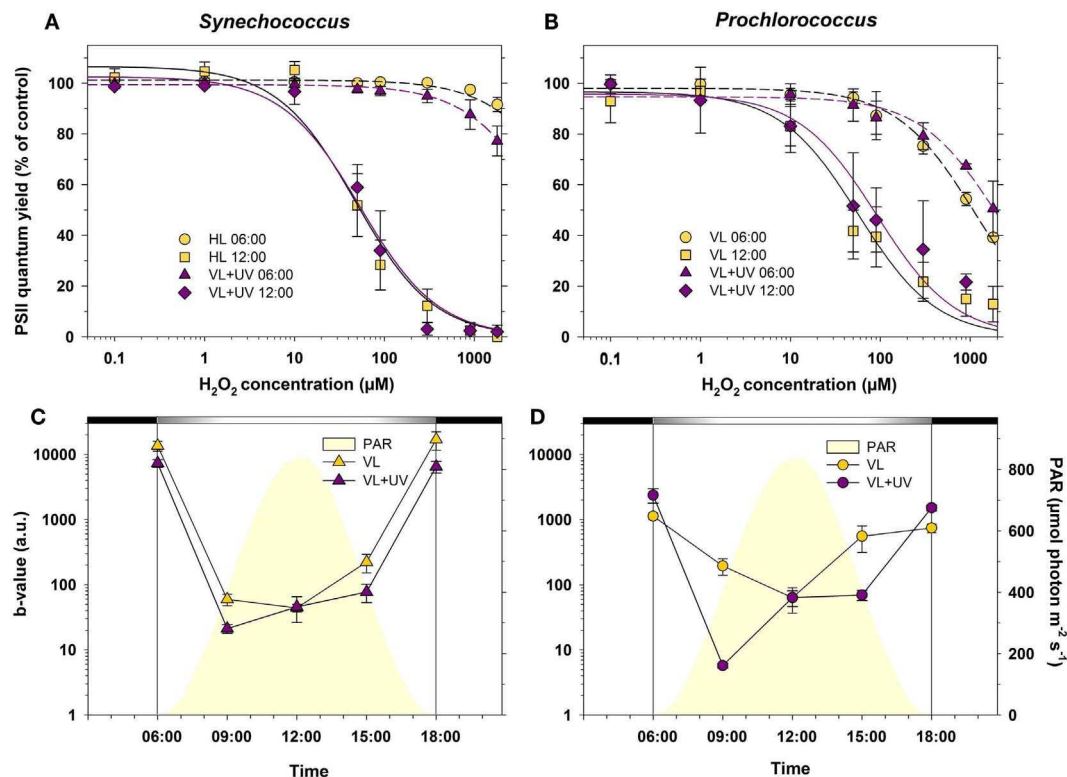 A
Synechococcus
PSII quantum yield (% of control)
100
80
60
40
20
0
HL 06:00
HL 12:00
VL+UV 06:00
VL+UV 12:00
0.1 1 10 100 1000
H₂O₂ concentration (µM)
B
Prochlorococcus
100
80
60
40
20
0
VL 06:00
VL 12:00
VL+UV 06:00
VL+UV 12:00
0.1 1 10 100 1000
H₂O₂ concentration (µM)
C
b-value (a.u.)
10000
1000
100
10
1
PAR
VL
VL+UV
06:00 09:00 12:00 15:00 18:00
Time
D
10000
1000
100
10
1
PAR
VL
VL+UV
800
600
400
200
0
PAR (µmol photon m⁻² s⁻¹)
06:00 09:00 12:00 15:00 18:00
Time